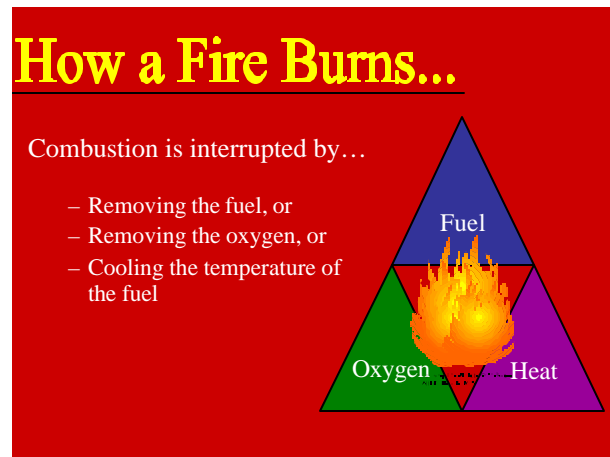 How a Fire Burns...
Combustion is interrupted by…
– Removing the fuel, or
– Removing the oxygen, or
– Cooling the temperature of
the fuel
Fuel
Oxygen
Heat